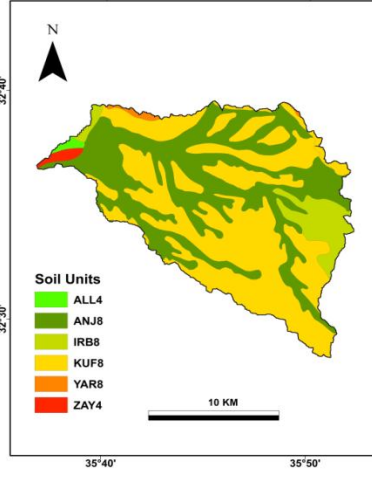 N
32°40'
32°30'
Soil Units
ALL4
ANJ8
IRB8
KUF8
YAR8
ZAY4
10 KM
35°40'
35°50'